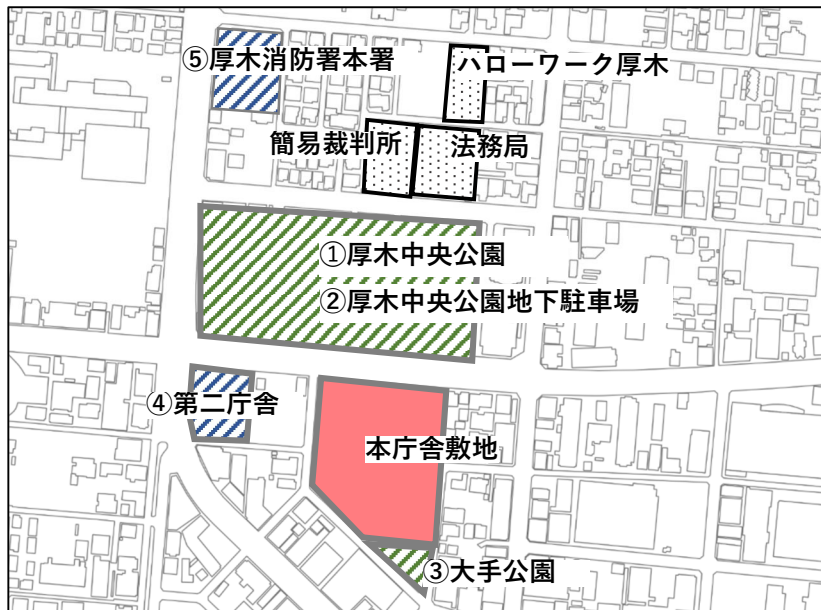 ⑤厚木消防署本署
ハローワーク厚木
簡易裁判所
法務局
①厚木中央公園
②厚木中央公園地下駐車場
④第二庁舎
本庁舎敷地
③大手公園